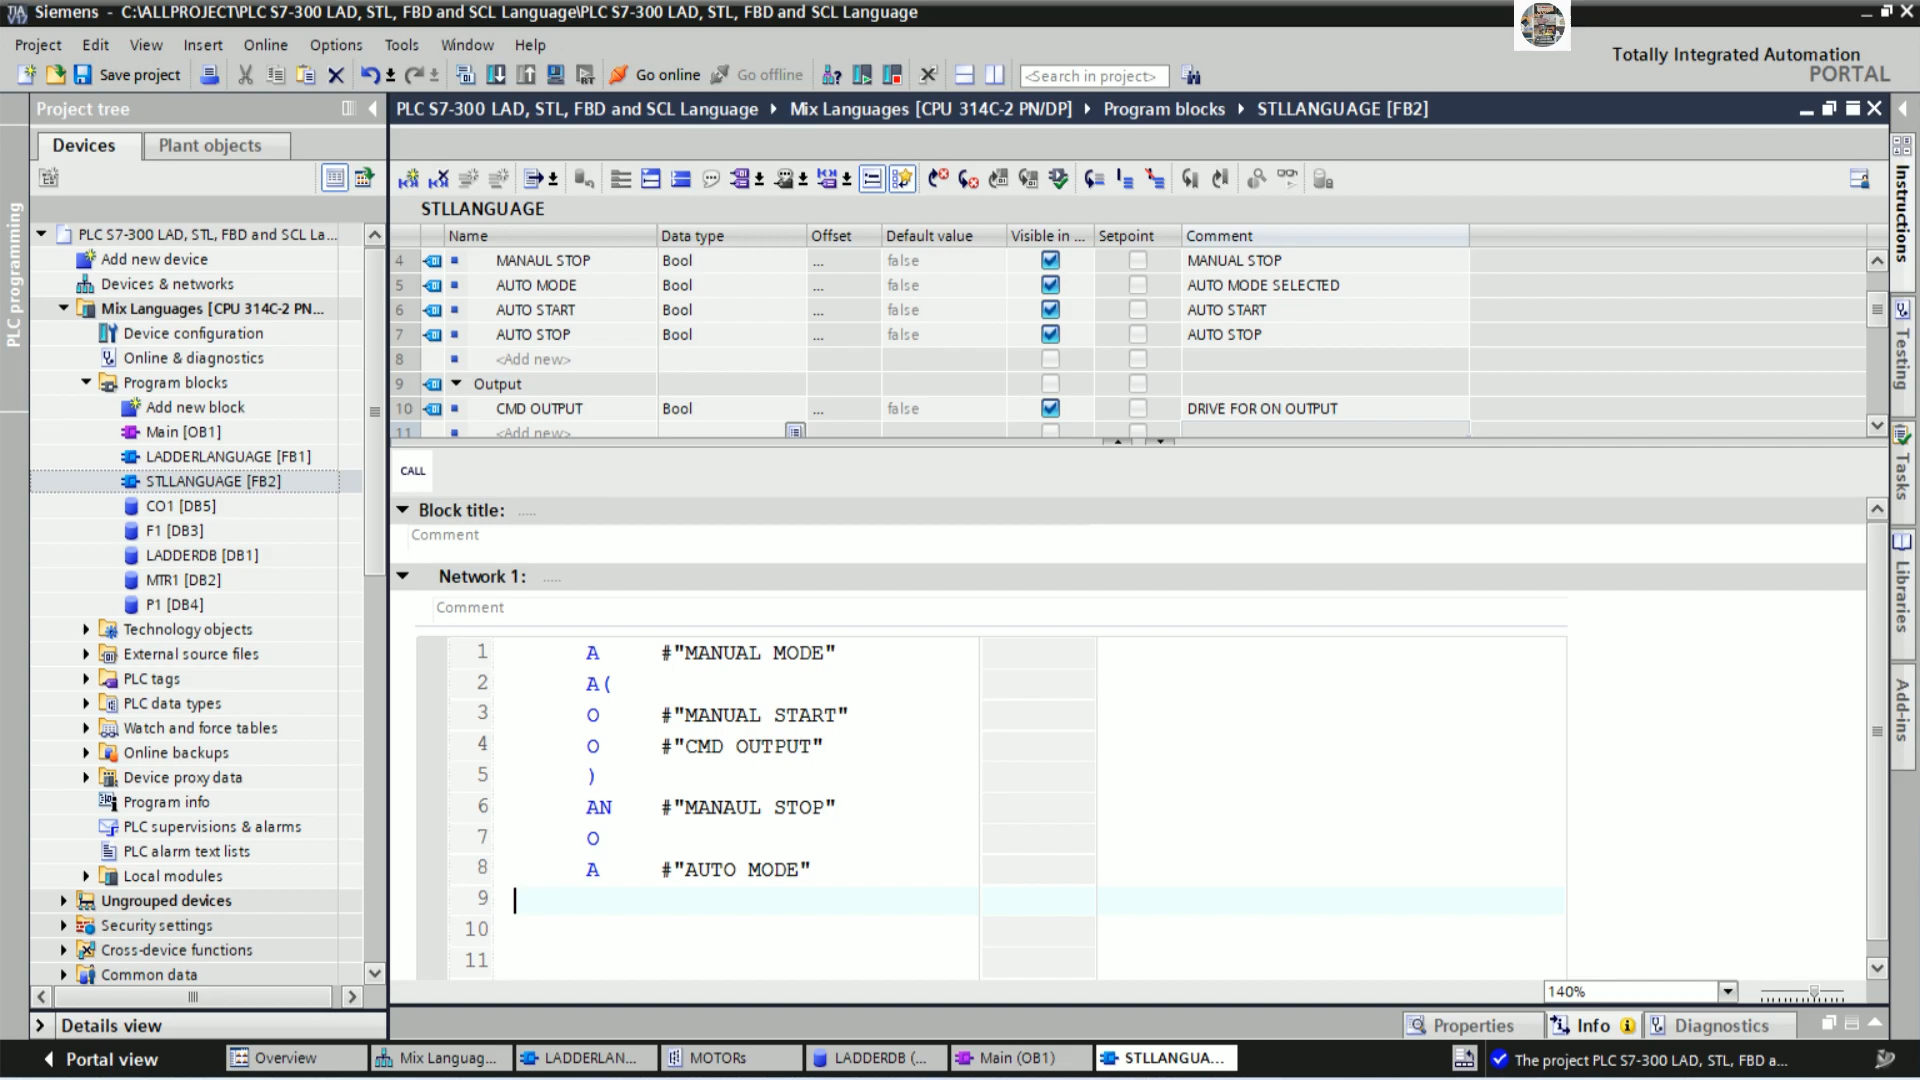 Siemens - C:\ALLPROJECT\PLC S7-300 LAD, STL, FBD and SCL Language\PLC S7-300 LAD, STL, FBD and SCL Language
Project Edit View Insert Online Options Tools Window Help
Totally Integrated Automation
PORTAL
Save project Go online Go offline <Search in project>
Project tree
PLC S7-300 LAD, STL, FBD and SCL Language Mix Languages [CPU 314C-2 PN/DP] Program blocks STLLANGUAGE [FB2]
Devices Plant objects
PLC programming
PLC S7-300 LAD, STL, FBD and SCL La...
Add new device
Devices & networks
Mix Languages [CPU 314C-2 PN...
Device configuration
Online & diagnostics
Program blocks
Add new block
Main [OB1]
LADDERLANGUAGE [FB1]
STLLANGUAGE [FB2]
CO1 [DB5]
F1 [DB3]
LADDERDB [DB1]
MTR1 [DB2]
P1 [DB4]
Technology objects
External source files
PLC tags
PLC data types
Watch and force tables
Online backups
Device proxy data
Program info
PLC supervisions & alarms
PLC alarm text lists
Local modules
Ungrouped devices
Security settings
Cross-device functions
Common data
Details view
STLLANGUAGE
Name Data type Offset Default value Visible in ... Setpoint Comment
4 MANAUL STOP Bool ... false MANUAL STOP
5 AUTO MODE Bool ... false AUTO MODE SELECTED
6 AUTO START Bool ... false AUTO START
7 AUTO STOP Bool ... false AUTO STOP
8 <Add new>
9 Output
10 CMD OUTPUT Bool ... false DRIVE FOR ON OUTPUT
11 <Add new>
CALL
Block title: .....
Comment
Network 1: .....
Comment
1 A #"MANUAL MODE"
2 A(
3 O #"MANUAL START"
4 O #"CMD OUTPUT"
5 )
6 AN #"MANAUL STOP"
7 O
8 A #"AUTO MODE"
9
10
11
140%
Properties Info Diagnostics
Instructions
Testing
Tasks
Libraries
Add-ins
Portal view Overview Mix Languag... LADDERLAN... MOTORs LADDERDB (... Main (OB1) STLLANGUA... The project PLC S7-300 LAD, STL, FBD a...